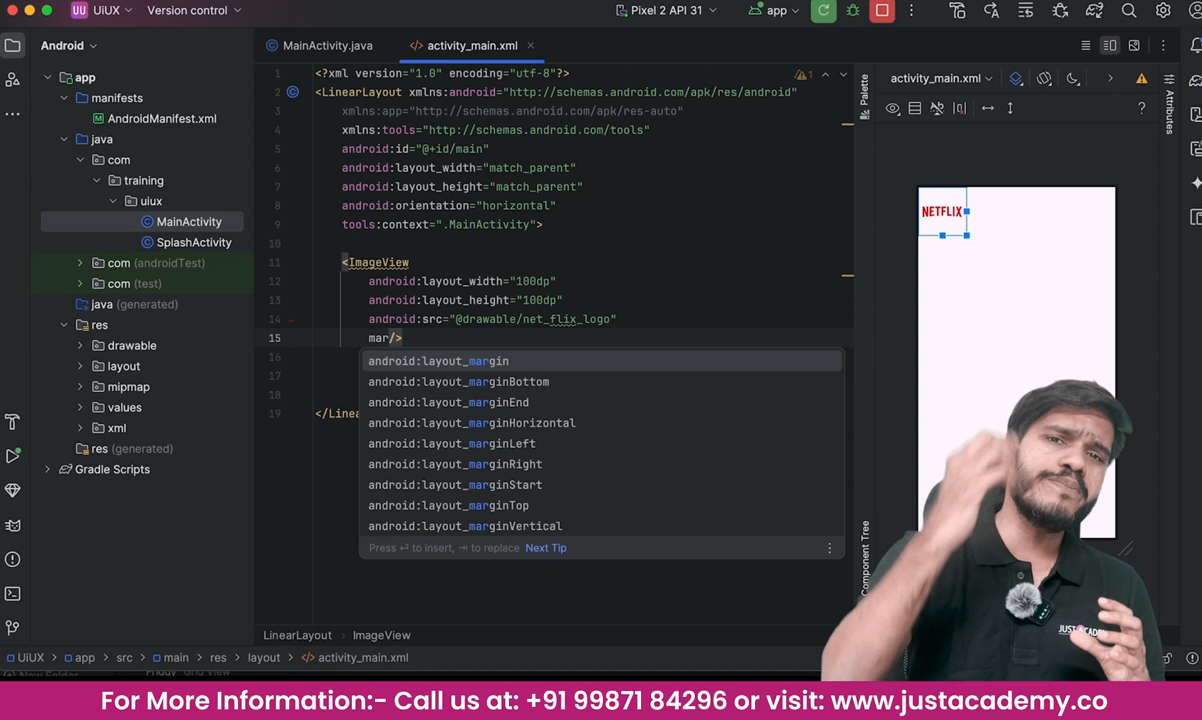 UU UiUX Version control Pixel 2 API 31 app
Android MainActivity.java activity_main.xml
app
manifests
AndroidManifest.xml
java
com
training
uiux
MainActivity
SplashActivity
com (androidTest)
com (test)
java (generated)
res
drawable
layout
mipmap
values
xml
res (generated)
Gradle Scripts
1 <?xml version="1.0" encoding="utf-8"?>
2 <LinearLayout xmlns:android="http://schemas.android.com/apk/res/android"
3 xmlns:app="http://schemas.android.com/apk/res-auto"
4 xmlns:tools="http://schemas.android.com/tools"
5 android:id="@+id/main"
6 android:layout_width="match_parent"
7 android:layout_height="match_parent"
8 android:orientation="horizontal"
9 tools:context=".MainActivity">
10
11 <ImageView
12 android:layout_width="100dp"
13 android:layout_height="100dp"
14 android:src="@drawable/net_flix_logo"
15 mar/>
16
17
18
19 </Linea
android:layout_margin
android:layout_marginBottom
android:layout_marginEnd
android:layout_marginHorizontal
android:layout_marginLeft
android:layout_marginRight
android:layout_marginStart
android:layout_marginTop
android:layout_marginVertical
Press ⏎ to insert, ⇥ to replace Next Tip
1
Palette
activity_main.xml
?
Attributes
NETFLIX
Component Tree
JUST ACADEMY
LinearLayout > ImageView
UiUX > app > src > main > res > layout > activity_main.xml
For More Information:- Call us at: +91 99871 84296 or visit: www.justacademy.co